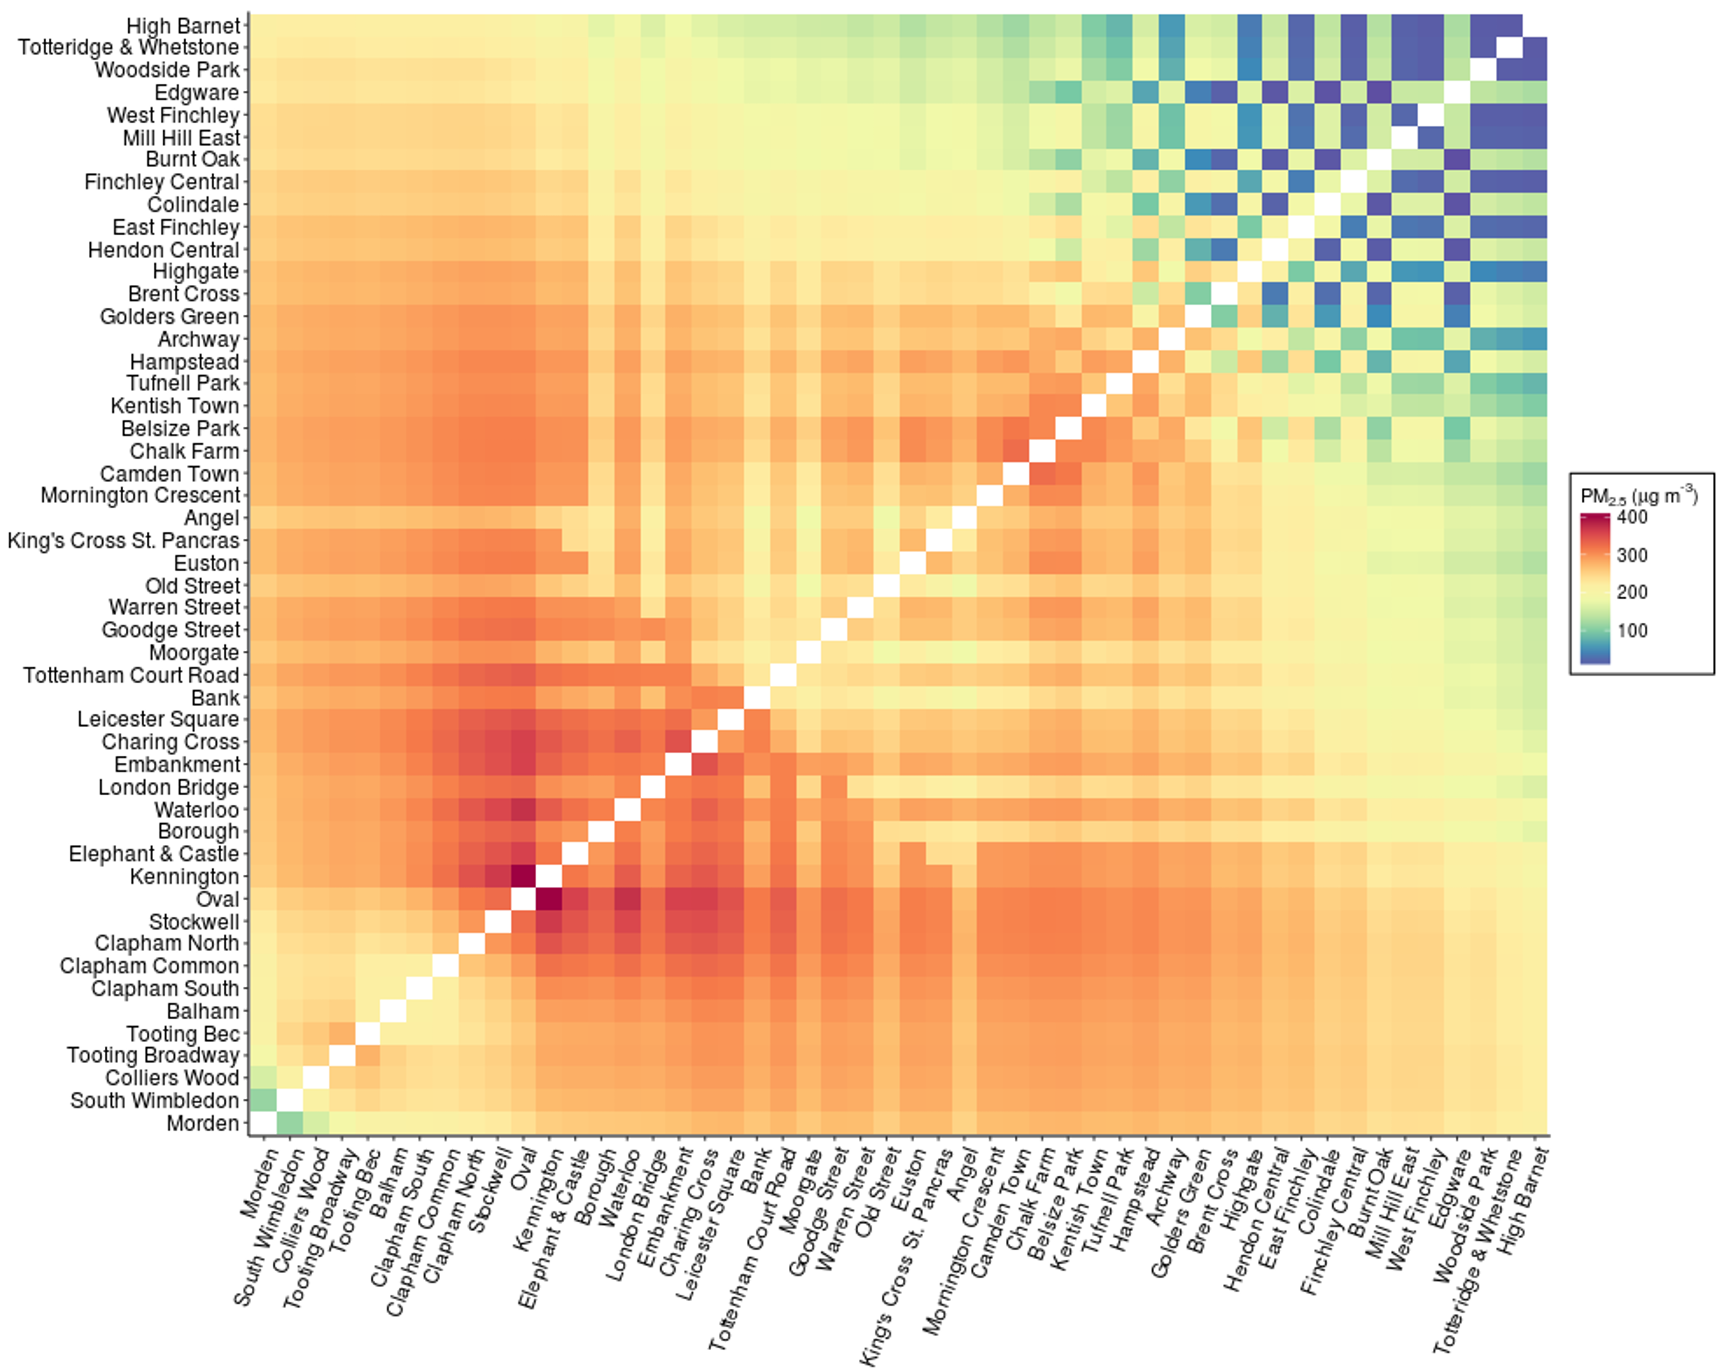 High Barnet
Totteridge & Whetstone
Woodside Park
Edgware
West Finchley
Mill Hill East
Burnt Oak
Finchley Central
Colindale
East Finchley
Hendon Central
Highgate
Brent Cross
Golders Green
Archway
Hampstead
Tufnell Park
Kentish Town
Belsize Park
Chalk Farm
Camden Town
Mornington Crescent
Angel
King's Cross St. Pancras
Euston
Old Street
Warren Street
Goodge Street
Moorgate
Tottenham Court Road
Bank
Leicester Square
Charing Cross
Embankment
London Bridge
Waterloo
Borough
Elephant & Castle
Kennington
Oval
Stockwell
Clapham North
Clapham Common
Clapham South
Balham
Tooting Bec
Tooting Broadway
Colliers Wood
South Wimbledon
Morden
Morden
South Wimbledon
Colliers Wood
Tooting Broadway
Tooting Bec
Balham
Clapham South
Clapham Common
Clapham North
Stockwell
Oval
Kennington
Elephant & Castle
Borough
Waterloo
London Bridge
Embankment
Charing Cross
Leicester Square
Bank
Tottenham Court Road
Moorgate
Goodge Street
Warren Street
Old Street
Euston
King's Cross St. Pancras
Angel
Mornington Crescent
Camden Town
Chalk Farm
Belsize Park
Kentish Town
Tufnell Park
Hampstead
Archway
Golders Green
Brent Cross
Highgate
Hendon Central
East Finchley
Colindale
Finchley Central
Burnt Oak
Mill Hill East
West Finchley
Edgware
Woodside Park
Totteridge & Whetstone
High Barnet
PM₂.₅ (µg m⁻³)
400
300
200
100